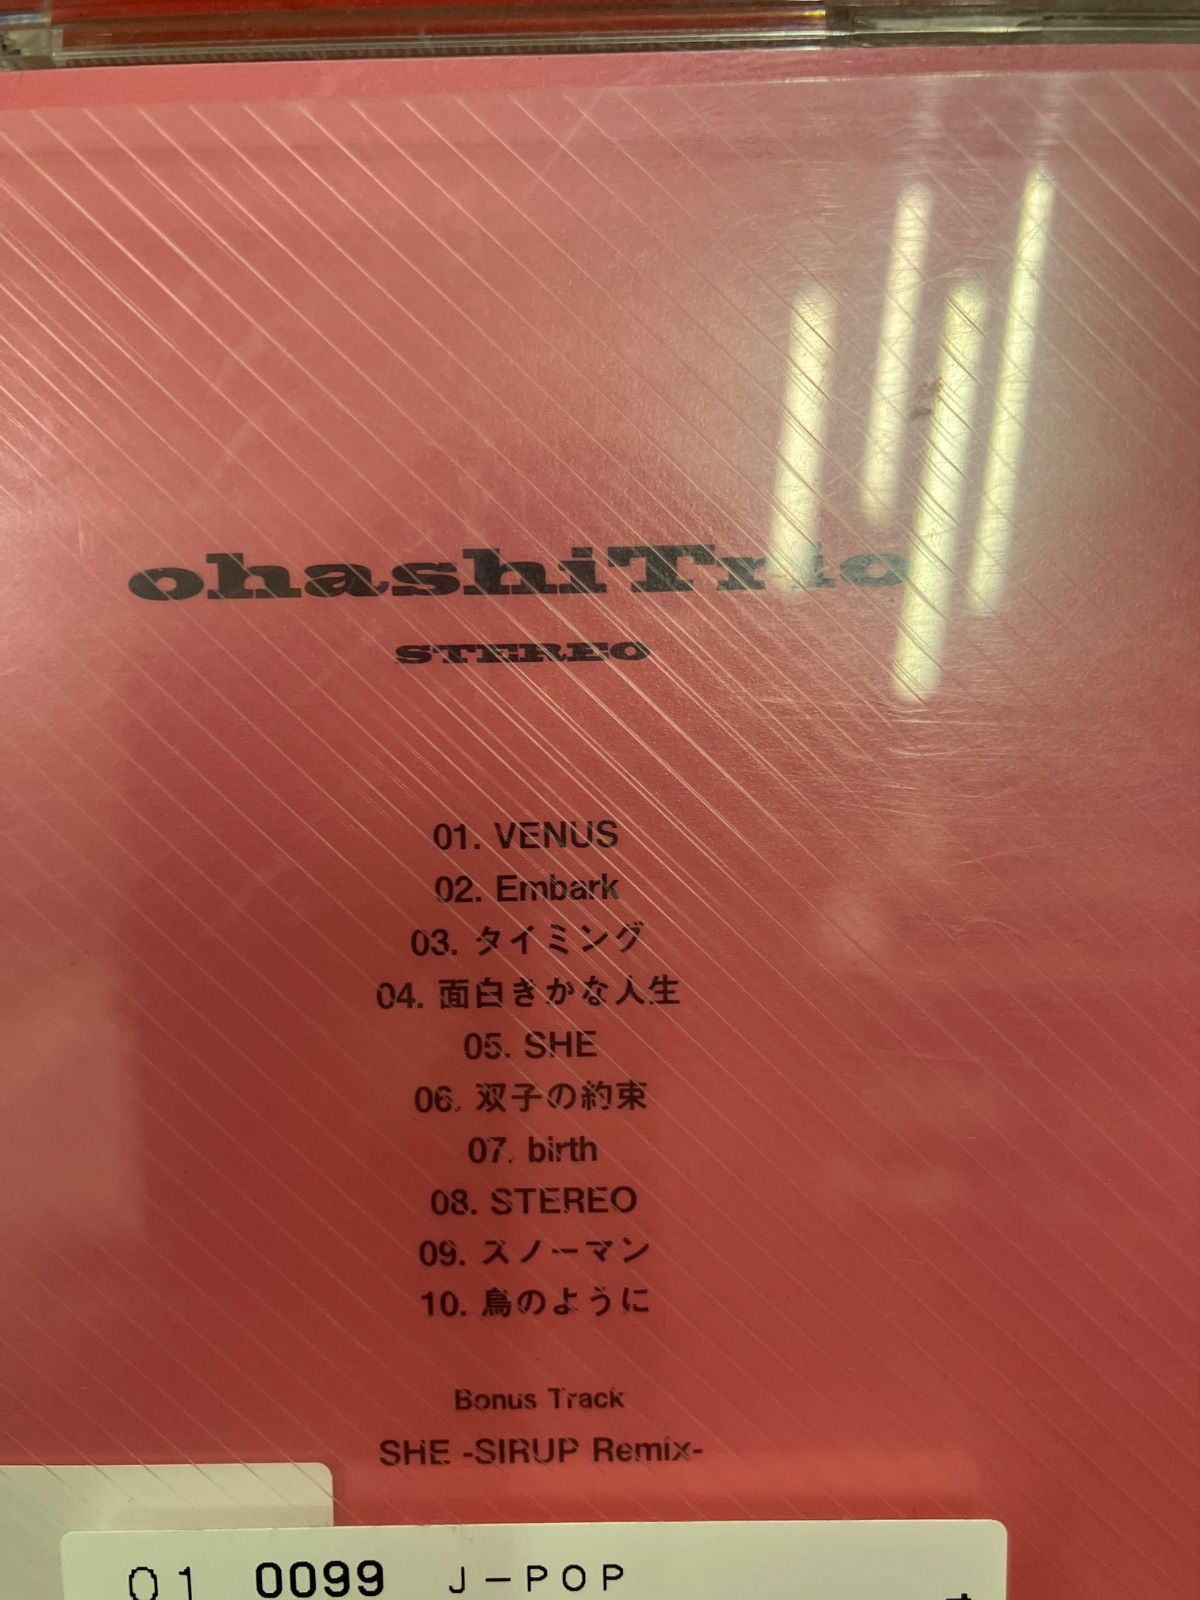 ohashiTrio
STEREO
01. VENUS
02. Embark
03. タイミング
04. 面白きかな人生
05. SHE
06. 双子の約束
07. birth
08. STEREO
09. スノーマン
10.鳥のように
Bonus Track
SHE -SIRUP Remix-
01 0099 J-POP